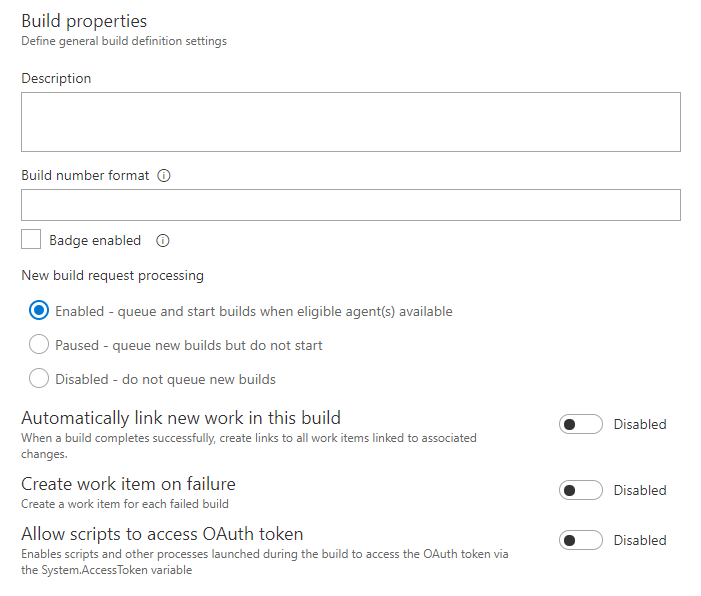 Build properties
Define general build definition settings
Description
Build number format
Badge enabled
New build request processing
Enabled - queue and start builds when eligible agent(s) available
Paused - queue new builds but do not start
Disabled - do not queue new builds
Automatically link new work in this build
Disabled
When a build completes successfully, create links to all work items linked to associated
changes.
Create work item on failure
Disabled
Create a work item for each failed build
Allow scripts to access OAuth token
Disabled
Enables scripts and other processes launched during the build to access the OAuth token via
the System.AccessToken variable